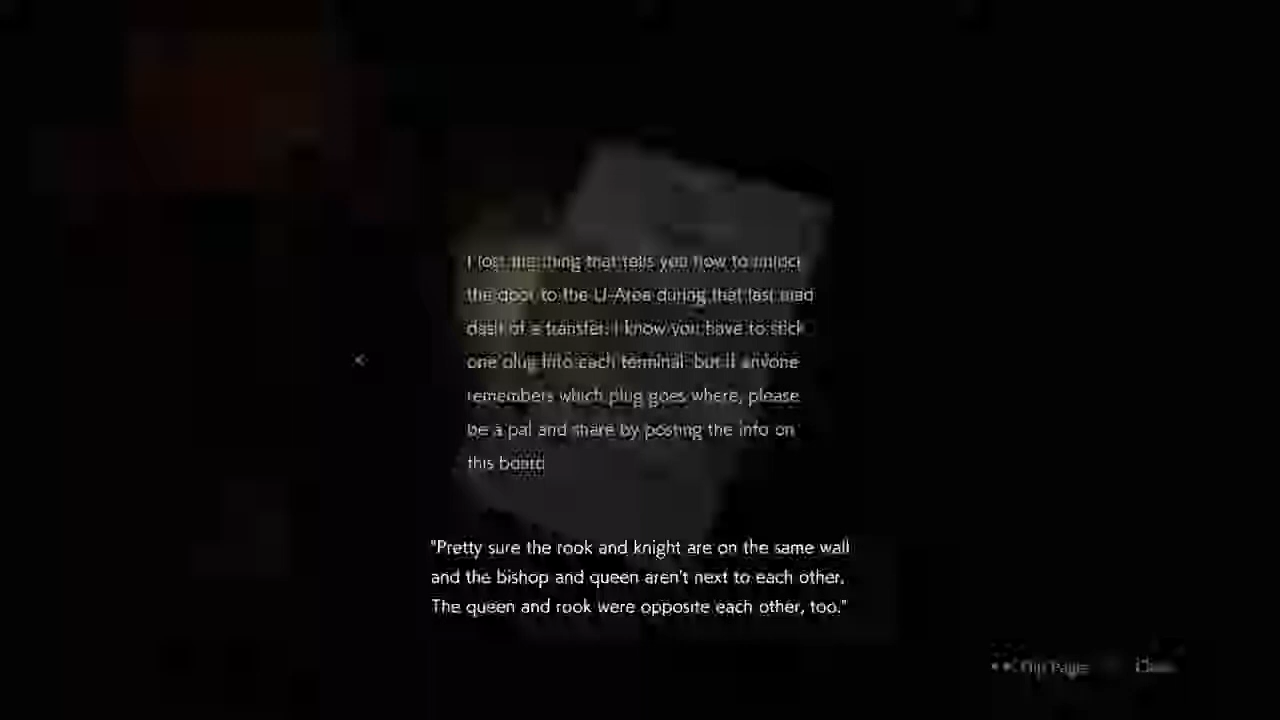 I lost the thing that tells you how to unlock
the door to the U-Area during that last mad
dash of a transfer. I know you have to stick
one plug into each terminal but if anyone
remembers which plug goes where, please
be a pal and share by posting the info on
this board
"Pretty sure the rook and knight are on the same wall
and the bishop and queen aren't next to each other.
The queen and rook were opposite each other, too."
Flip Page Close